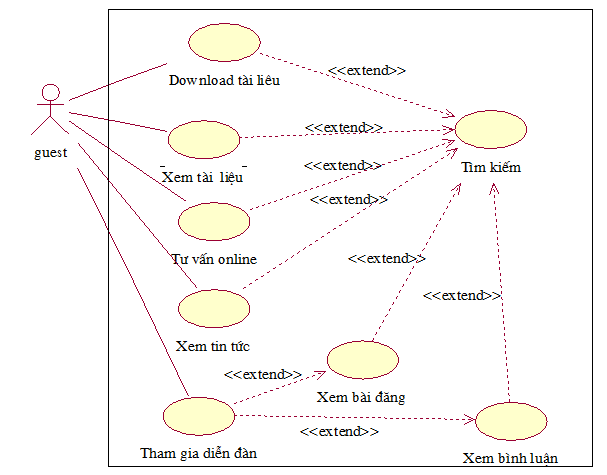 <<extend>>
Download tài liêu
<<extend>>
guest
Tìm kiếm
<<extend>>
Xem tài liệu
<<extend>>
Tư vấn online
<<extend>>
<<extend>>
Xem tin tức
<<extend>>
Xem bài đăng
<<extend>>
Tham gia diễn đàn
Xem bình luận